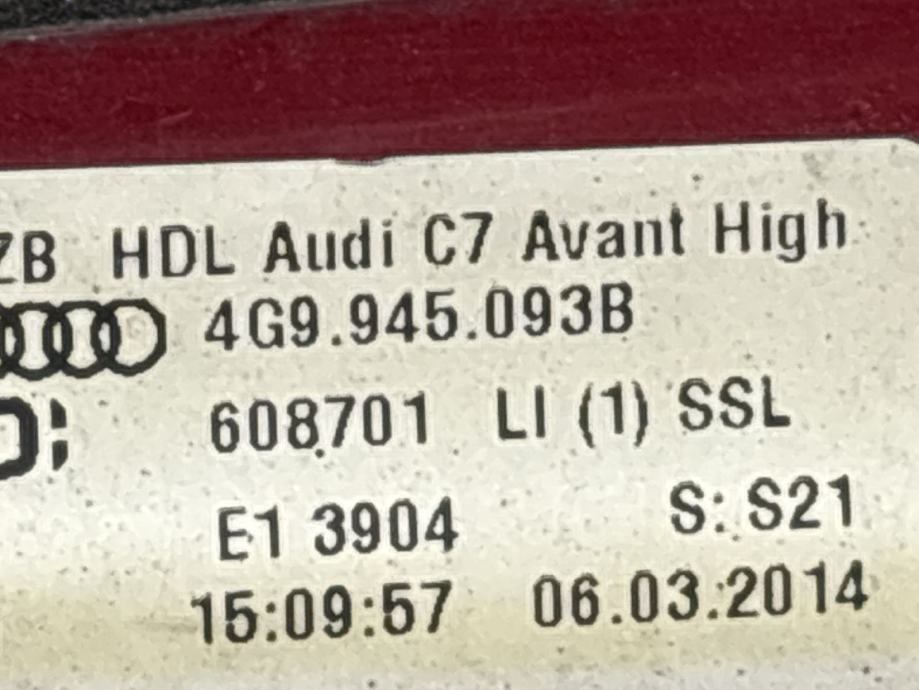 ZB HDL Audi C7 Avant High
4G9.945.093B
608701 LI (1) SSL
E1 3904 S: S21
15:09:57 06.03.2014